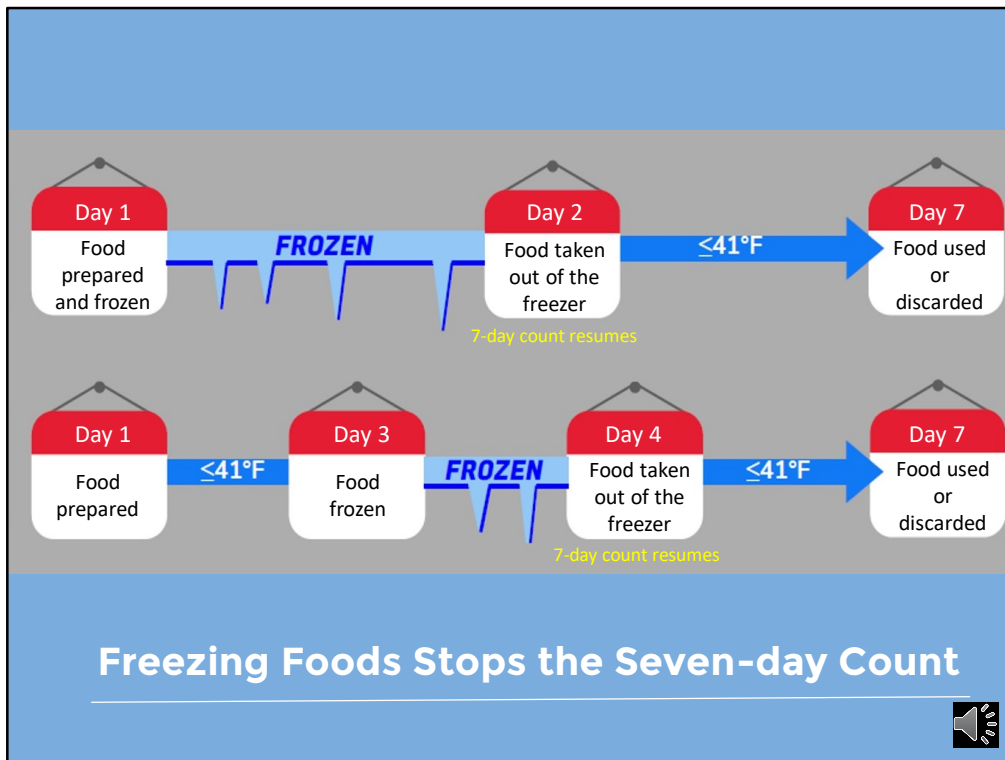 Day 1
Food
prepared
and frozen
FROZEN
Day 2
Food taken
out of the
freezer
7-day count resumes
≤41°F
Day 7
Food used
or
discarded
Day 1
Food
prepared
≤41°F
Day 3
Food
frozen
FROZEN
Day 4
Food taken
out of the
freezer
7-day count resumes
≤41°F
Day 7
Food used
or
discarded
Freezing Foods Stops the Seven-day Count